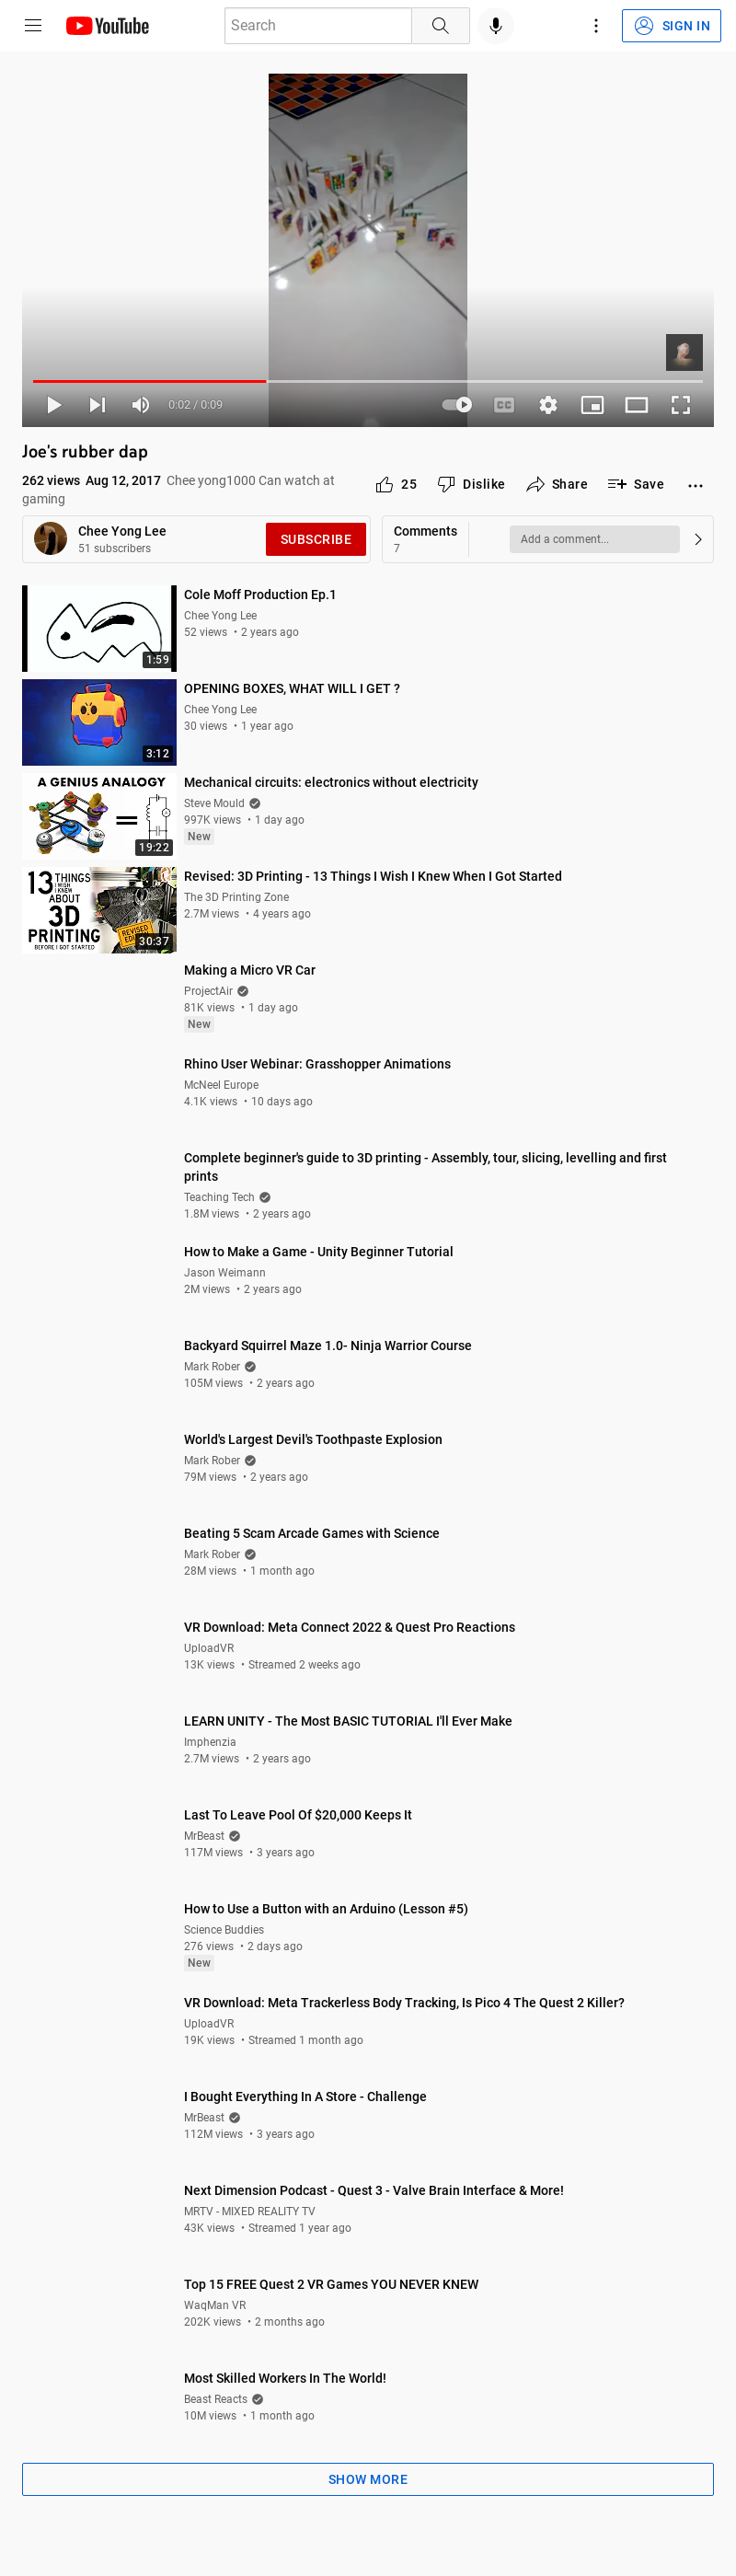 YouTube
Search
SIGN IN
0:02 / 0:09
CC
Joe's rubber dap
262 views Aug 12, 2017 Chee yong1000 Can watch at
gaming
25
Dislike
Share
Save
Chee Yong Lee
51 subscribers
SUBSCRIBE
Comments
7
Add a comment...
1:59
Cole Moff Production Ep.1
Chee Yong Lee
52 views • 2 years ago
3:12
OPENING BOXES, WHAT WILL I GET ?
Chee Yong Lee
30 views • 1 year ago
A GENIUS ANALOGY
=
19:22
Mechanical circuits: electronics without electricity
Steve Mould
997K views • 1 day ago
New
13 THINGS
I WISH
I KNEW
ABOUT
3D
PRINTING
BEFORE I GOT STARTED
REVISED
30:37
Revised: 3D Printing - 13 Things I Wish I Knew When I Got Started
The 3D Printing Zone
2.7M views • 4 years ago
Making a Micro VR Car
ProjectAir
81K views • 1 day ago
New
Rhino User Webinar: Grasshopper Animations
McNeel Europe
4.1K views • 10 days ago
Complete beginner's guide to 3D printing - Assembly, tour, slicing, levelling and first
prints
Teaching Tech
1.8M views • 2 years ago
How to Make a Game - Unity Beginner Tutorial
Jason Weimann
2M views • 2 years ago
Backyard Squirrel Maze 1.0- Ninja Warrior Course
Mark Rober
105M views • 2 years ago
World's Largest Devil's Toothpaste Explosion
Mark Rober
79M views • 2 years ago
Beating 5 Scam Arcade Games with Science
Mark Rober
28M views • 1 month ago
VR Download: Meta Connect 2022 & Quest Pro Reactions
UploadVR
13K views • Streamed 2 weeks ago
LEARN UNITY - The Most BASIC TUTORIAL I'll Ever Make
Imphenzia
2.7M views • 2 years ago
Last To Leave Pool Of $20,000 Keeps It
MrBeast
117M views • 3 years ago
How to Use a Button with an Arduino (Lesson #5)
Science Buddies
276 views • 2 days ago
New
VR Download: Meta Trackerless Body Tracking, Is Pico 4 The Quest 2 Killer?
UploadVR
19K views • Streamed 1 month ago
I Bought Everything In A Store - Challenge
MrBeast
112M views • 3 years ago
Next Dimension Podcast - Quest 3 - Valve Brain Interface & More!
MRTV - MIXED REALITY TV
43K views • Streamed 1 year ago
Top 15 FREE Quest 2 VR Games YOU NEVER KNEW
WaqMan VR
202K views • 2 months ago
Most Skilled Workers In The World!
Beast Reacts
10M views • 1 month ago
SHOW MORE